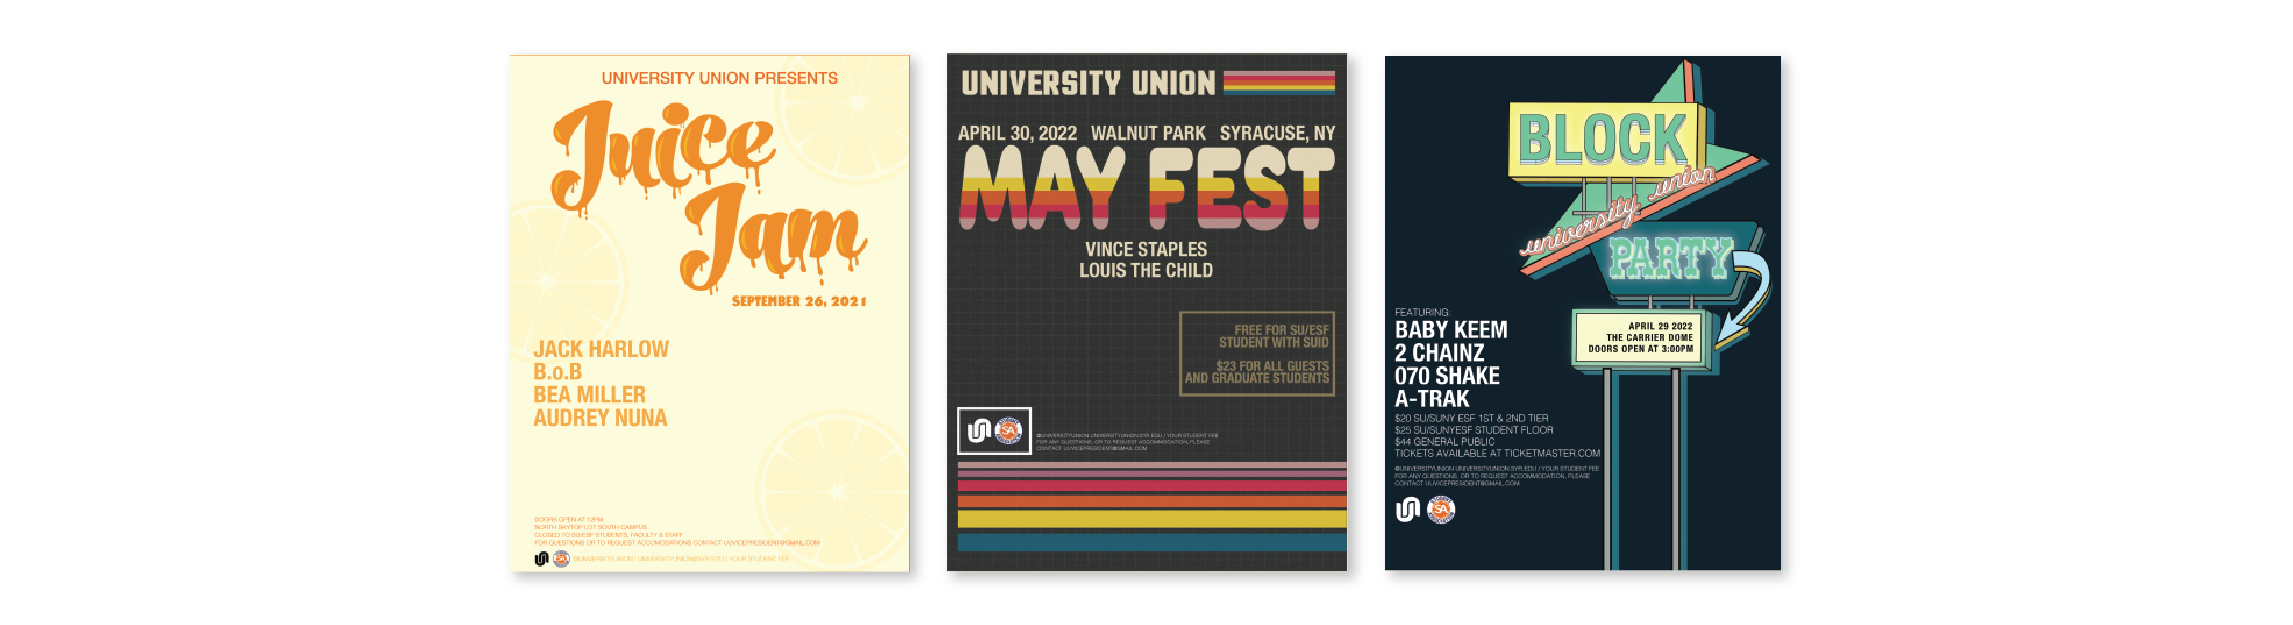 UNIVERSITY UNION PRESENTS
Juice
Jam
SEPTEMBER 26, 2021
JACK HARLOW
B.o.B
BEA MILLER
AUDREY NUNA
DOORS OPEN AT 12PM
NORTH SKYTOP LOT SOUTH CAMPUS
CLOSED TO SU/ESF STUDENTS, FACULTY & STAFF
FOR QUESTIONS OR TO REQUEST ACCOMODATIONS CONTACT UUVICEPRESIDENT@GMAIL.COM
@UNIVERSITYUNION | UNIVERSITYUNION@SYR.EDU | YOUR STUDENT FEE
UNIVERSITY UNION
APRIL 30, 2022 WALNUT PARK SYRACUSE, NY
MAY FEST
VINCE STAPLES
LOUIS THE CHILD
FREE FOR SU/ESF
STUDENT WITH SUID
$23 FOR ALL GUESTS
AND GRADUATE STUDENTS
SA
@UNIVERSITYUNION UNIVERSITYUNION.SYR.EDU / YOUR STUDENT FEE
FOR ANY QUESTIONS, OR TO REQUEST ACCOMMODATION, PLEASE
CONTACT UUVICEPRESIDENT@GMAIL.COM
BLOCK
university union
PARTY
APRIL 29 2022
THE CARRIER DOME
DOORS OPEN AT 3:00PM
FEATURING:
BABY KEEM
2 CHAINZ
070 SHAKE
A-TRAK
$20 SU/SUNY ESF 1ST & 2ND TIER
$25 SU/SUNYESF STUDENT FLOOR
$44 GENERAL PUBLIC
TICKETS AVAILABLE AT TICKETMASTER.COM
@UNIVERSITYUNION UNIVERSITYUNION.SYR.EDU / YOUR STUDENT FEE
FOR ANY QUESTIONS, OR TO REQUEST ACCOMMODATION, PLEASE
CONTACT UUVICEPRESIDENT@GMAIL.COM
SA